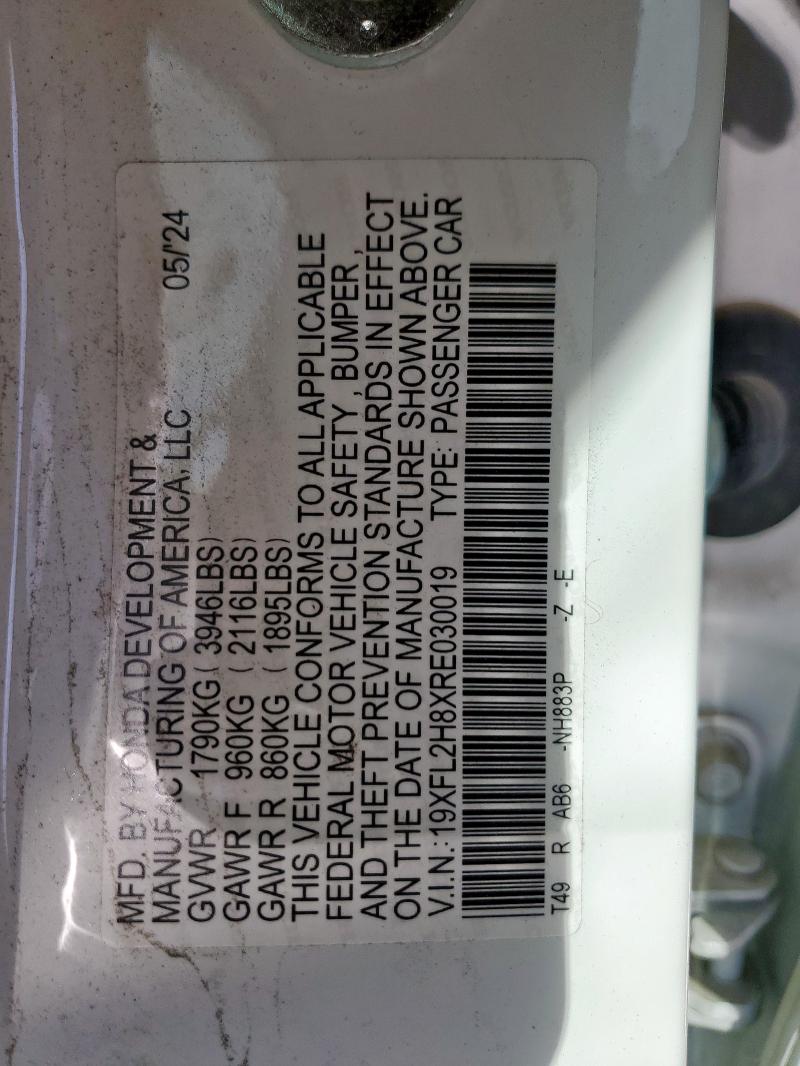 MFD. BY HONDA DEVELOPMENT &
MANUFACTURING OF AMERICA, LLC 05/'24
GVWR 1790KG ( 3946LBS)
GAWR F 960KG ( 2116LBS)
GAWR R 860KG ( 1895LBS)
THIS VEHICLE CONFORMS TO ALL APPLICABLE
FEDERAL MOTOR VEHICLE SAFETY , BUMPER ,
AND THEFT PREVENTION STANDARDS IN EFFECT
ON THE DATE OF MANUFACTURE SHOWN ABOVE.
V.I.N.:19XFL2H8XRE030019 TYPE: PASSENGER CAR
T49 R AB6 -NH883P -Z -E